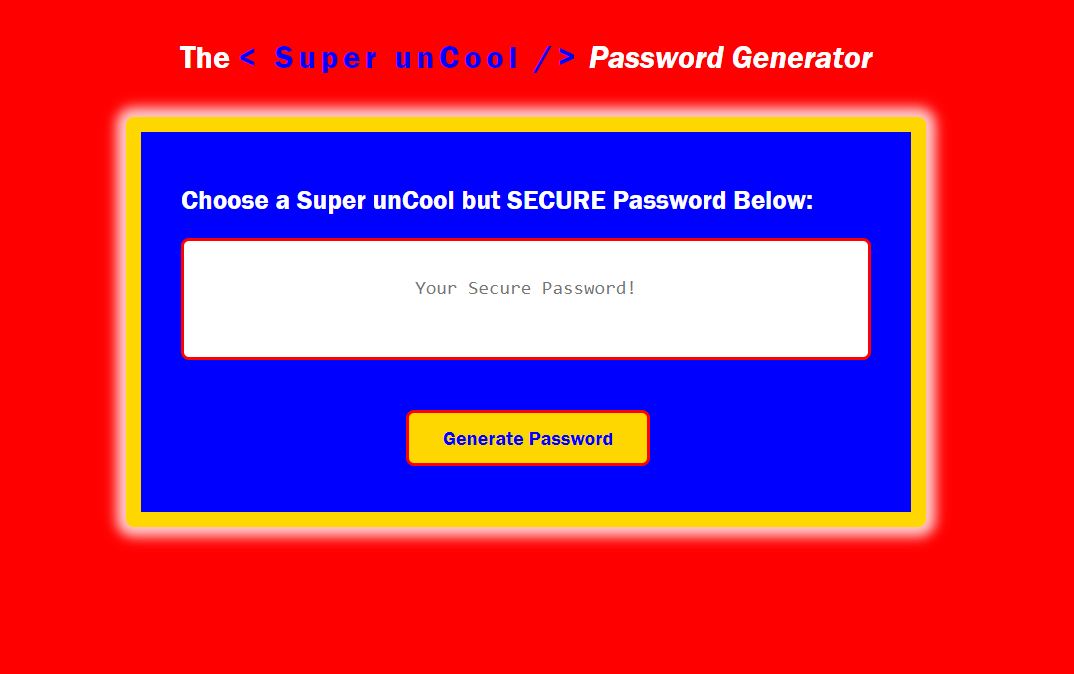 The < Super unCool /> Password Generator
Choose a Super unCool but SECURE Password Below:
Your Secure Password!
Generate Password